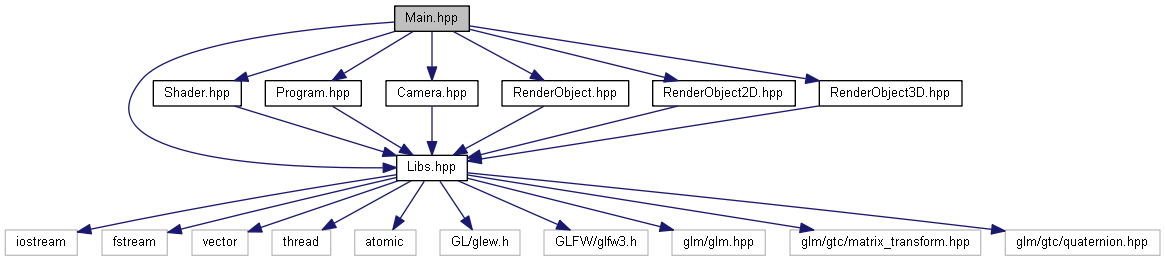 Main.hpp
Shader.hpp
Program.hpp
Camera.hpp
RenderObject.hpp
RenderObject2D.hpp
RenderObject3D.hpp
Libs.hpp
iostream
fstream
vector
thread
atomic
GL/glew.h
GLFW/glfw3.h
glm/glm.hpp
glm/gtc/matrix_transform.hpp
glm/gtc/quaternion.hpp